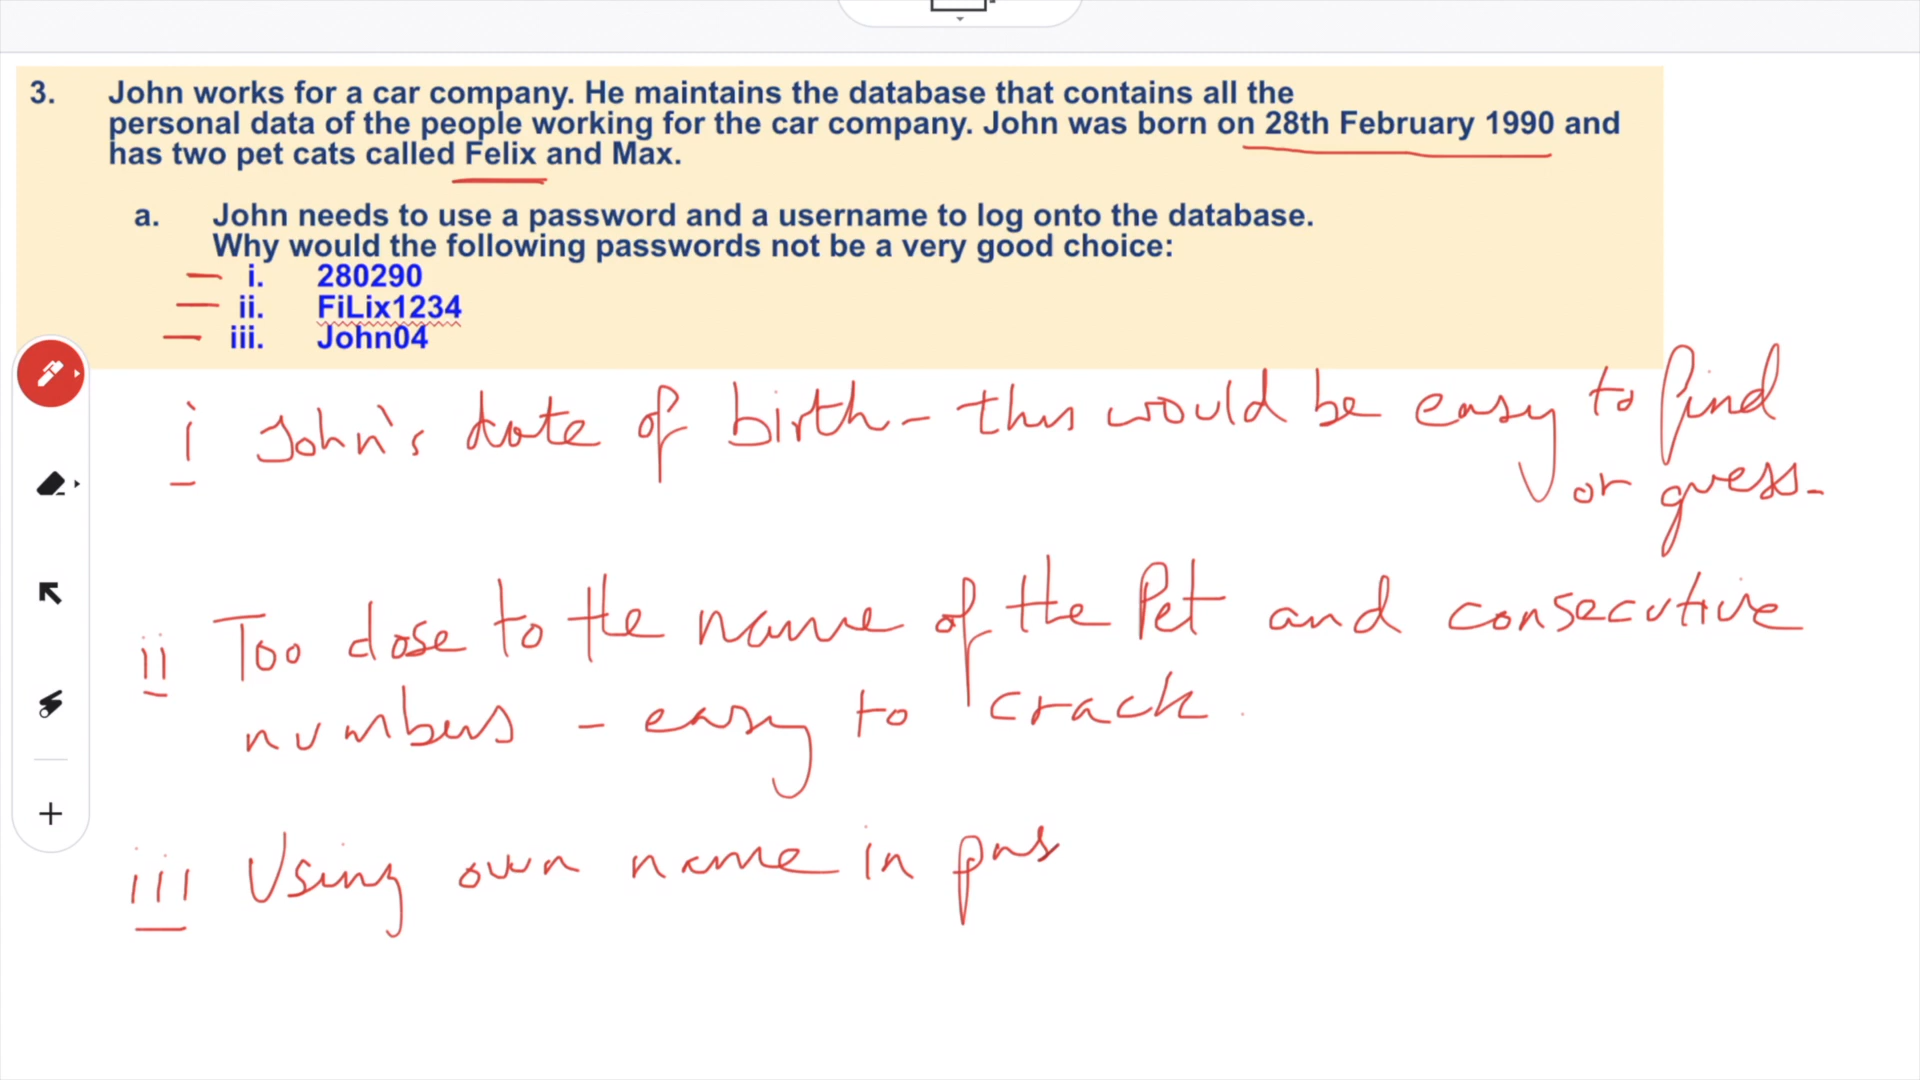 3. John works for a car company. He maintains the database that contains all the
personal data of the people working for the car company. John was born on 28th February 1990 and
has two pet cats called Felix and Max.
a. John needs to use a password and a username to log onto the database.
Why would the following passwords not be a very good choice:
i. 280290
ii. FiLix1234
iii. John04
i John's date of birth - this would be easy to find
or guess.
ii Too close to the name of the Pet and consecutive
numbers - easy to crack.
iii Using own name in pas